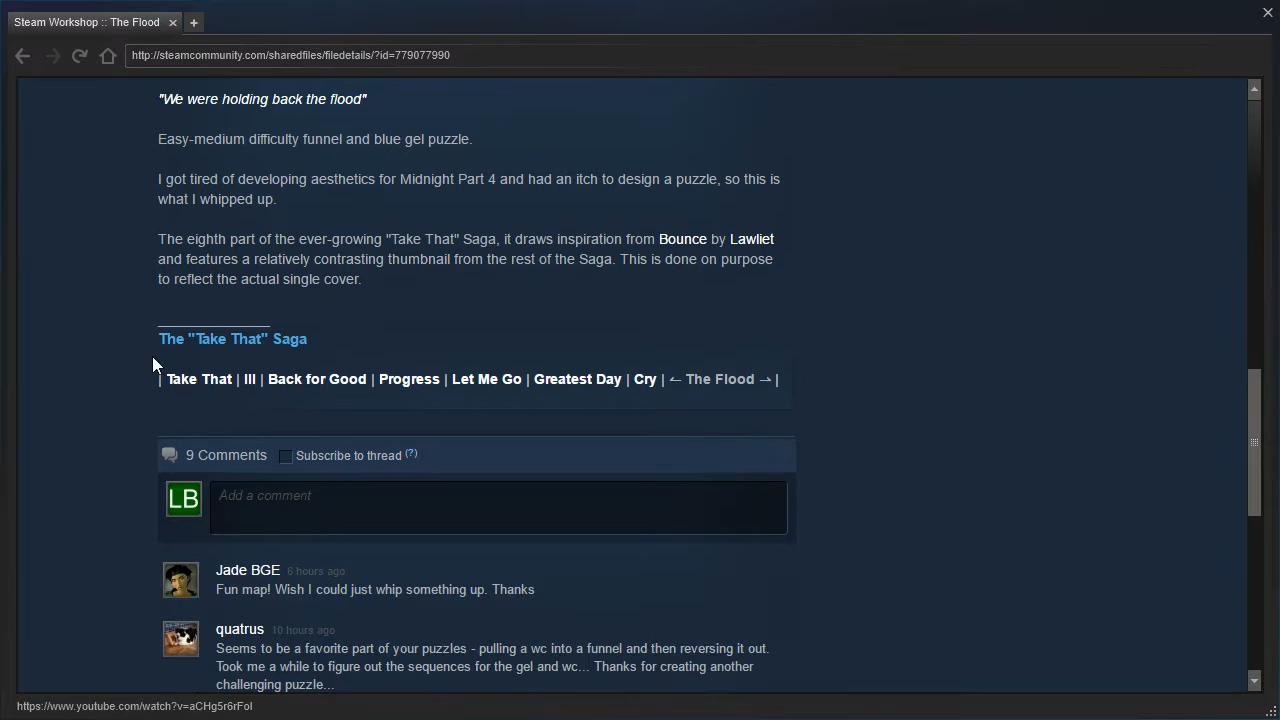 Steam Workshop :: The Flood
http://steamcommunity.com/sharedfiles/filedetails/?id=779077990
"We were holding back the flood"
Easy-medium difficulty funnel and blue gel puzzle.
I got tired of developing aesthetics for Midnight Part 4 and had an itch to design a puzzle, so this is
what I whipped up.
The eighth part of the ever-growing "Take That" Saga, it draws inspiration from Bounce by Lawliet
and features a relatively contrasting thumbnail from the rest of the Saga. This is done on purpose
to reflect the actual single cover.
The "Take That" Saga
| Take That | III | Back for Good | Progress | Let Me Go | Greatest Day | Cry | ↼ The Flood ⇀ |
9 Comments Subscribe to thread (?)
LB Add a comment
Jade BGE 6 hours ago
Fun map! Wish I could just whip something up. Thanks
quatrus 10 hours ago
Seems to be a favorite part of your puzzles - pulling a wc into a funnel and then reversing it out.
Took me a while to figure out the sequences for the gel and wc... Thanks for creating another
challenging puzzle...
https://www.youtube.com/watch?v=aCHg5r6rFoI